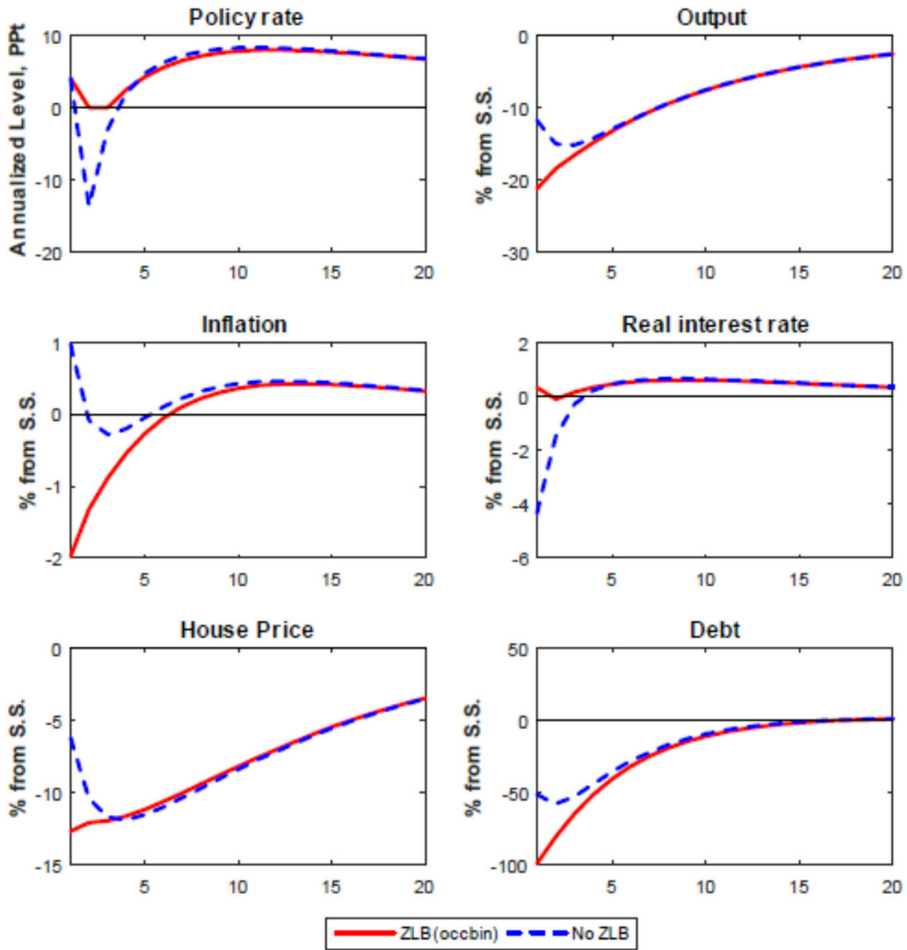 Policy rate
Annualized Level, PPt
10
0
-10
-20
5 10 15 20
Output
% from S.S.
0
-10
-20
-30
5 10 15 20
Inflation
% from S.S.
1
0
-1
-2
5 10 15 20
Real interest rate
% from S.S.
2
0
-2
-4
-6
5 10 15 20
House Price
% from S.S.
0
-5
-10
-15
5 10 15 20
Debt
% from S.S.
50
0
-50
-100
5 10 15 20
ZLB(occbin) No ZLB